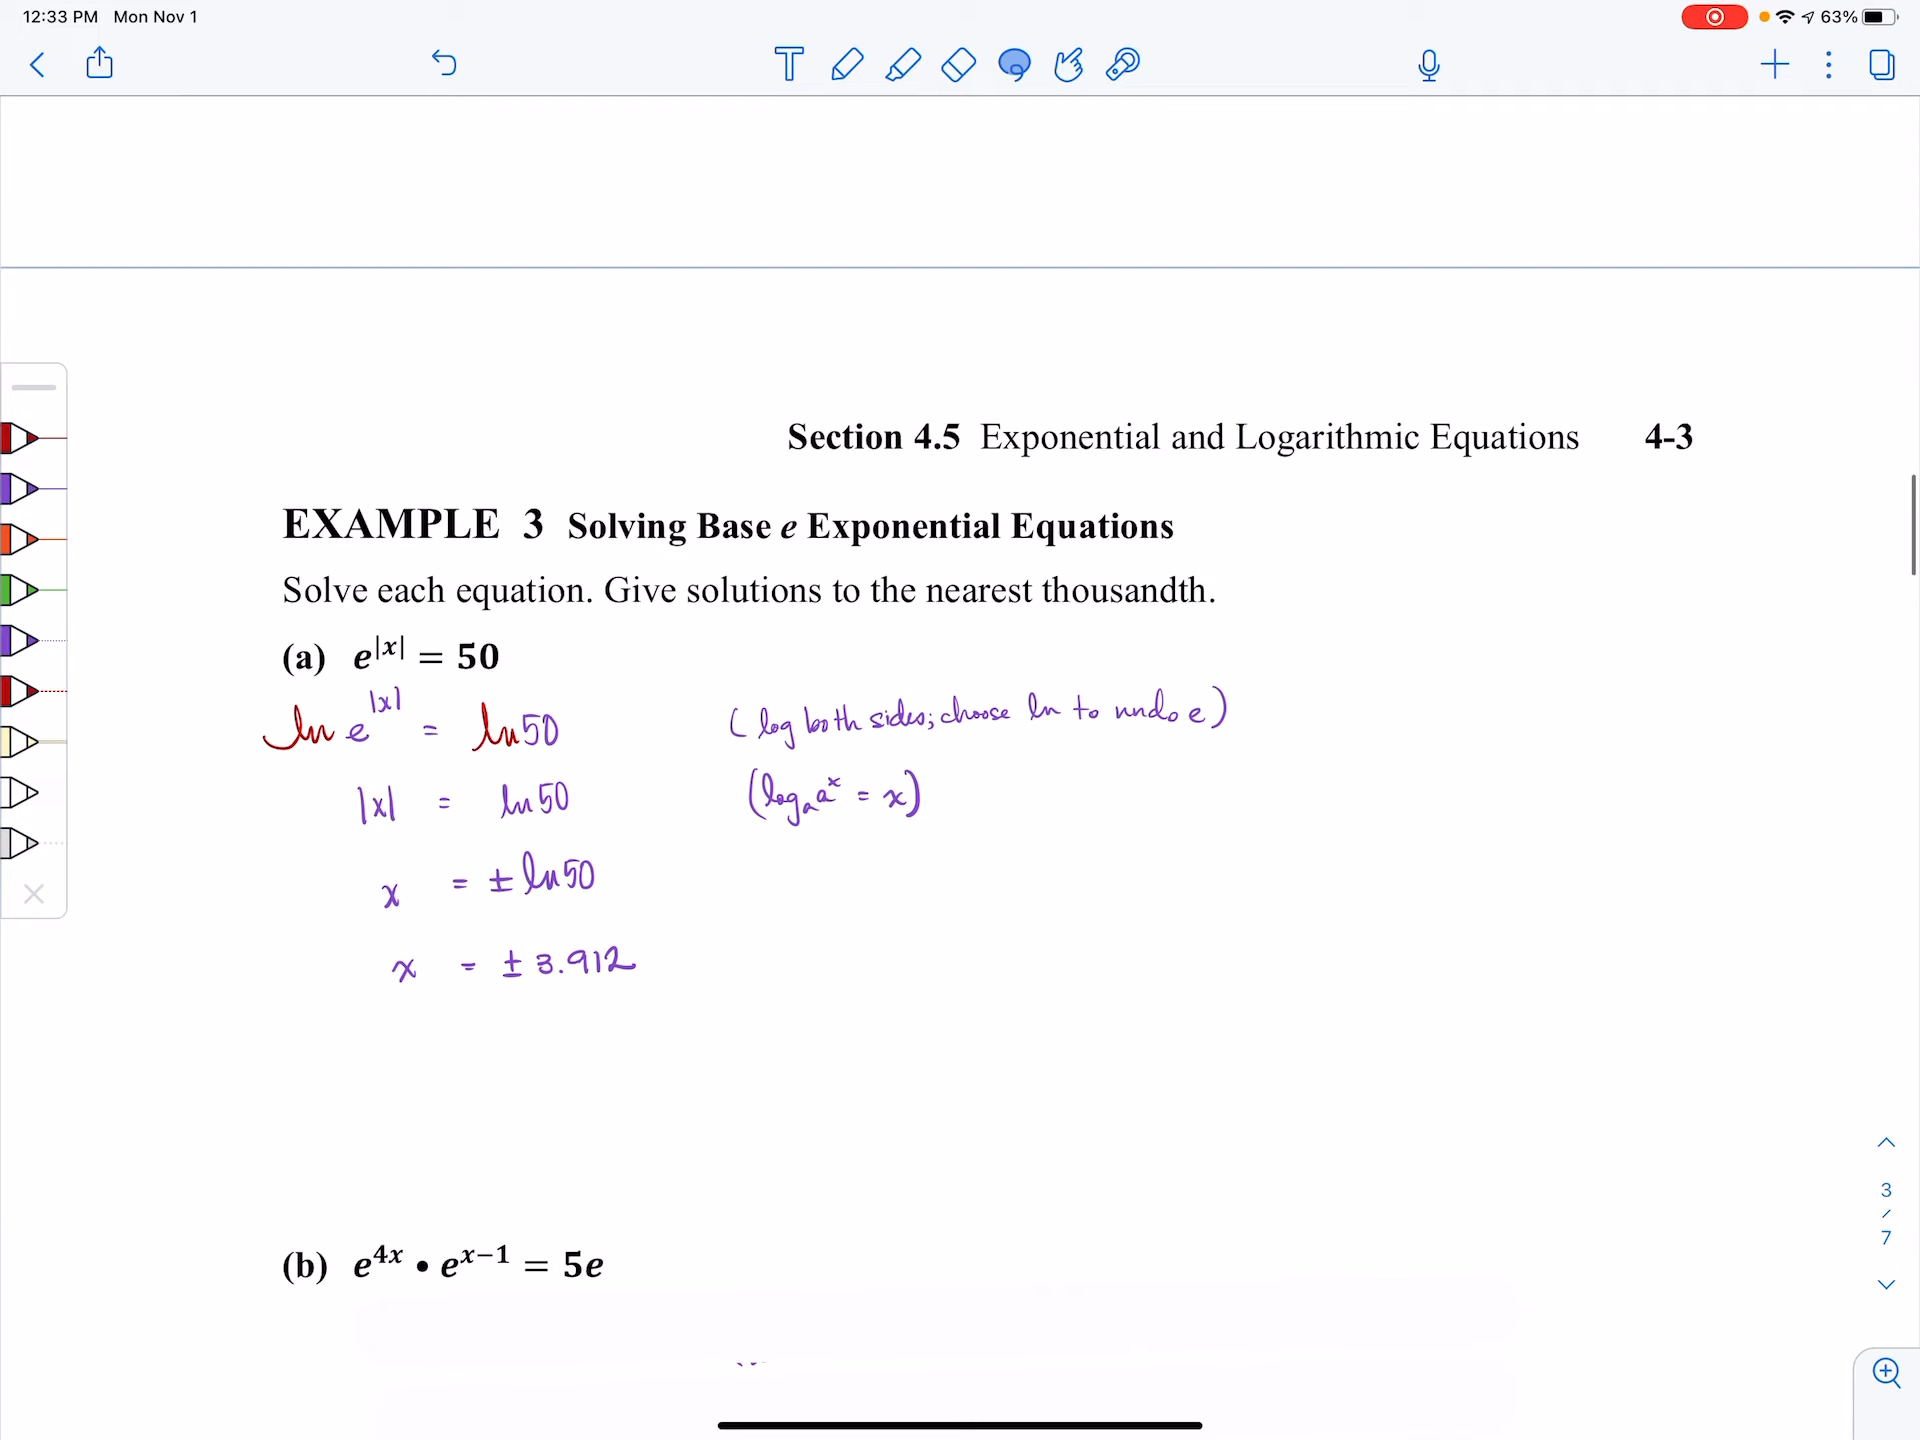 12:33 PM Mon Nov 1
63%
Section 4.5 Exponential and Logarithmic Equations 4-3
EXAMPLE 3 Solving Base e Exponential Equations
Solve each equation. Give solutions to the nearest thousandth.
(a) e^|x| = 50
ln e^|x| = ln 50 (log both sides; choose ln to undo e)
|x| = ln 50 (logₐ a^x = x)
x = ± ln 50
x = ± 3.912
3
/
7
(b) e^4x • e^x−1 = 5e